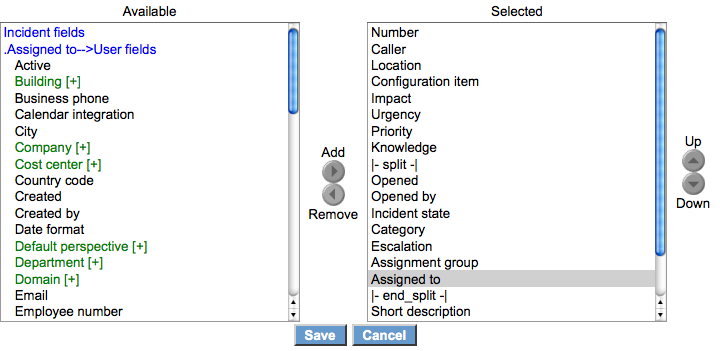 Available
Incident fields
.Assigned to-->User fields
Active
Building [+]
Business phone
Calendar integration
City
Company [+]
Cost center [+]
Country code
Created
Created by
Date format
Default perspective [+]
Department [+]
Domain [+]
Email
Employee number
Add
Remove
Selected
Number
Caller
Location
Configuration item
Impact
Urgency
Priority
Knowledge
|- split -|
Opened
Opened by
Incident state
Category
Escalation
Assignment group
Assigned to
|- end_split -|
Short description
Up
Down
Save
Cancel